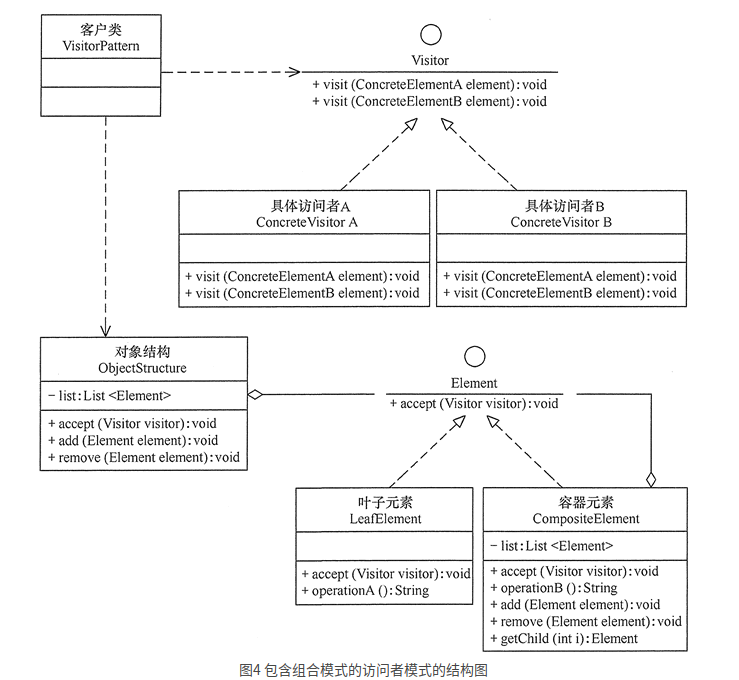 客户类
VisitorPattern
Visitor
+ visit (ConcreteElementA element):void
+ visit (ConcreteElementB element):void
具体访问者A
ConcreteVisitor A
+ visit (ConcreteElementA element):void
+ visit (ConcreteElementB element):void
具体访问者B
ConcreteVisitor B
+ visit (ConcreteElementA element):void
+ visit (ConcreteElementB element):void
对象结构
ObjectStructure
− list:List <Element>
+ accept (Visitor visitor):void
+ add (Element element):void
+ remove (Element element):void
Element
+ accept (Visitor visitor):void
叶子元素
LeafElement
+ accept (Visitor visitor):void
+ operationA ():String
容器元素
CompositeElement
− list:List <Element>
+ accept (Visitor visitor):void
+ operationB ():String
+ add (Element element):void
+ remove (Element element):void
+ getChild (int i):Element
图4 包含组合模式的访问者模式的结构图